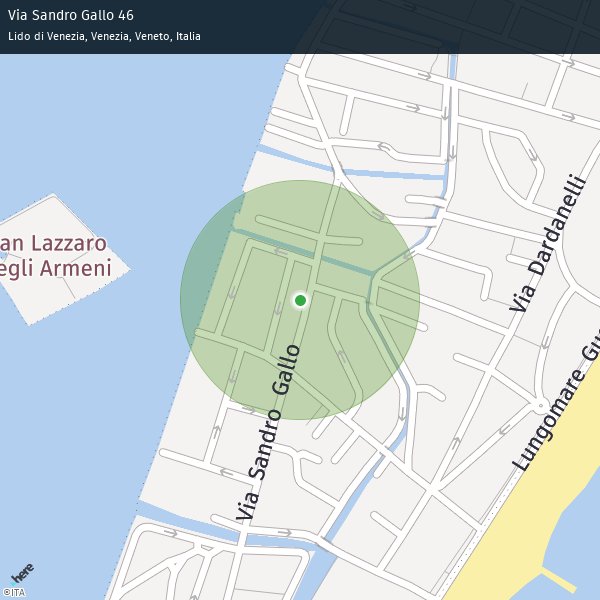 Via Sandro Gallo 46
Lido di Venezia, Venezia, Veneto, Italia
an Lazzaro
egli Armeni
Via Dardanelli
Lungomare Gu
Via Sandro Gallo
here
©ITA